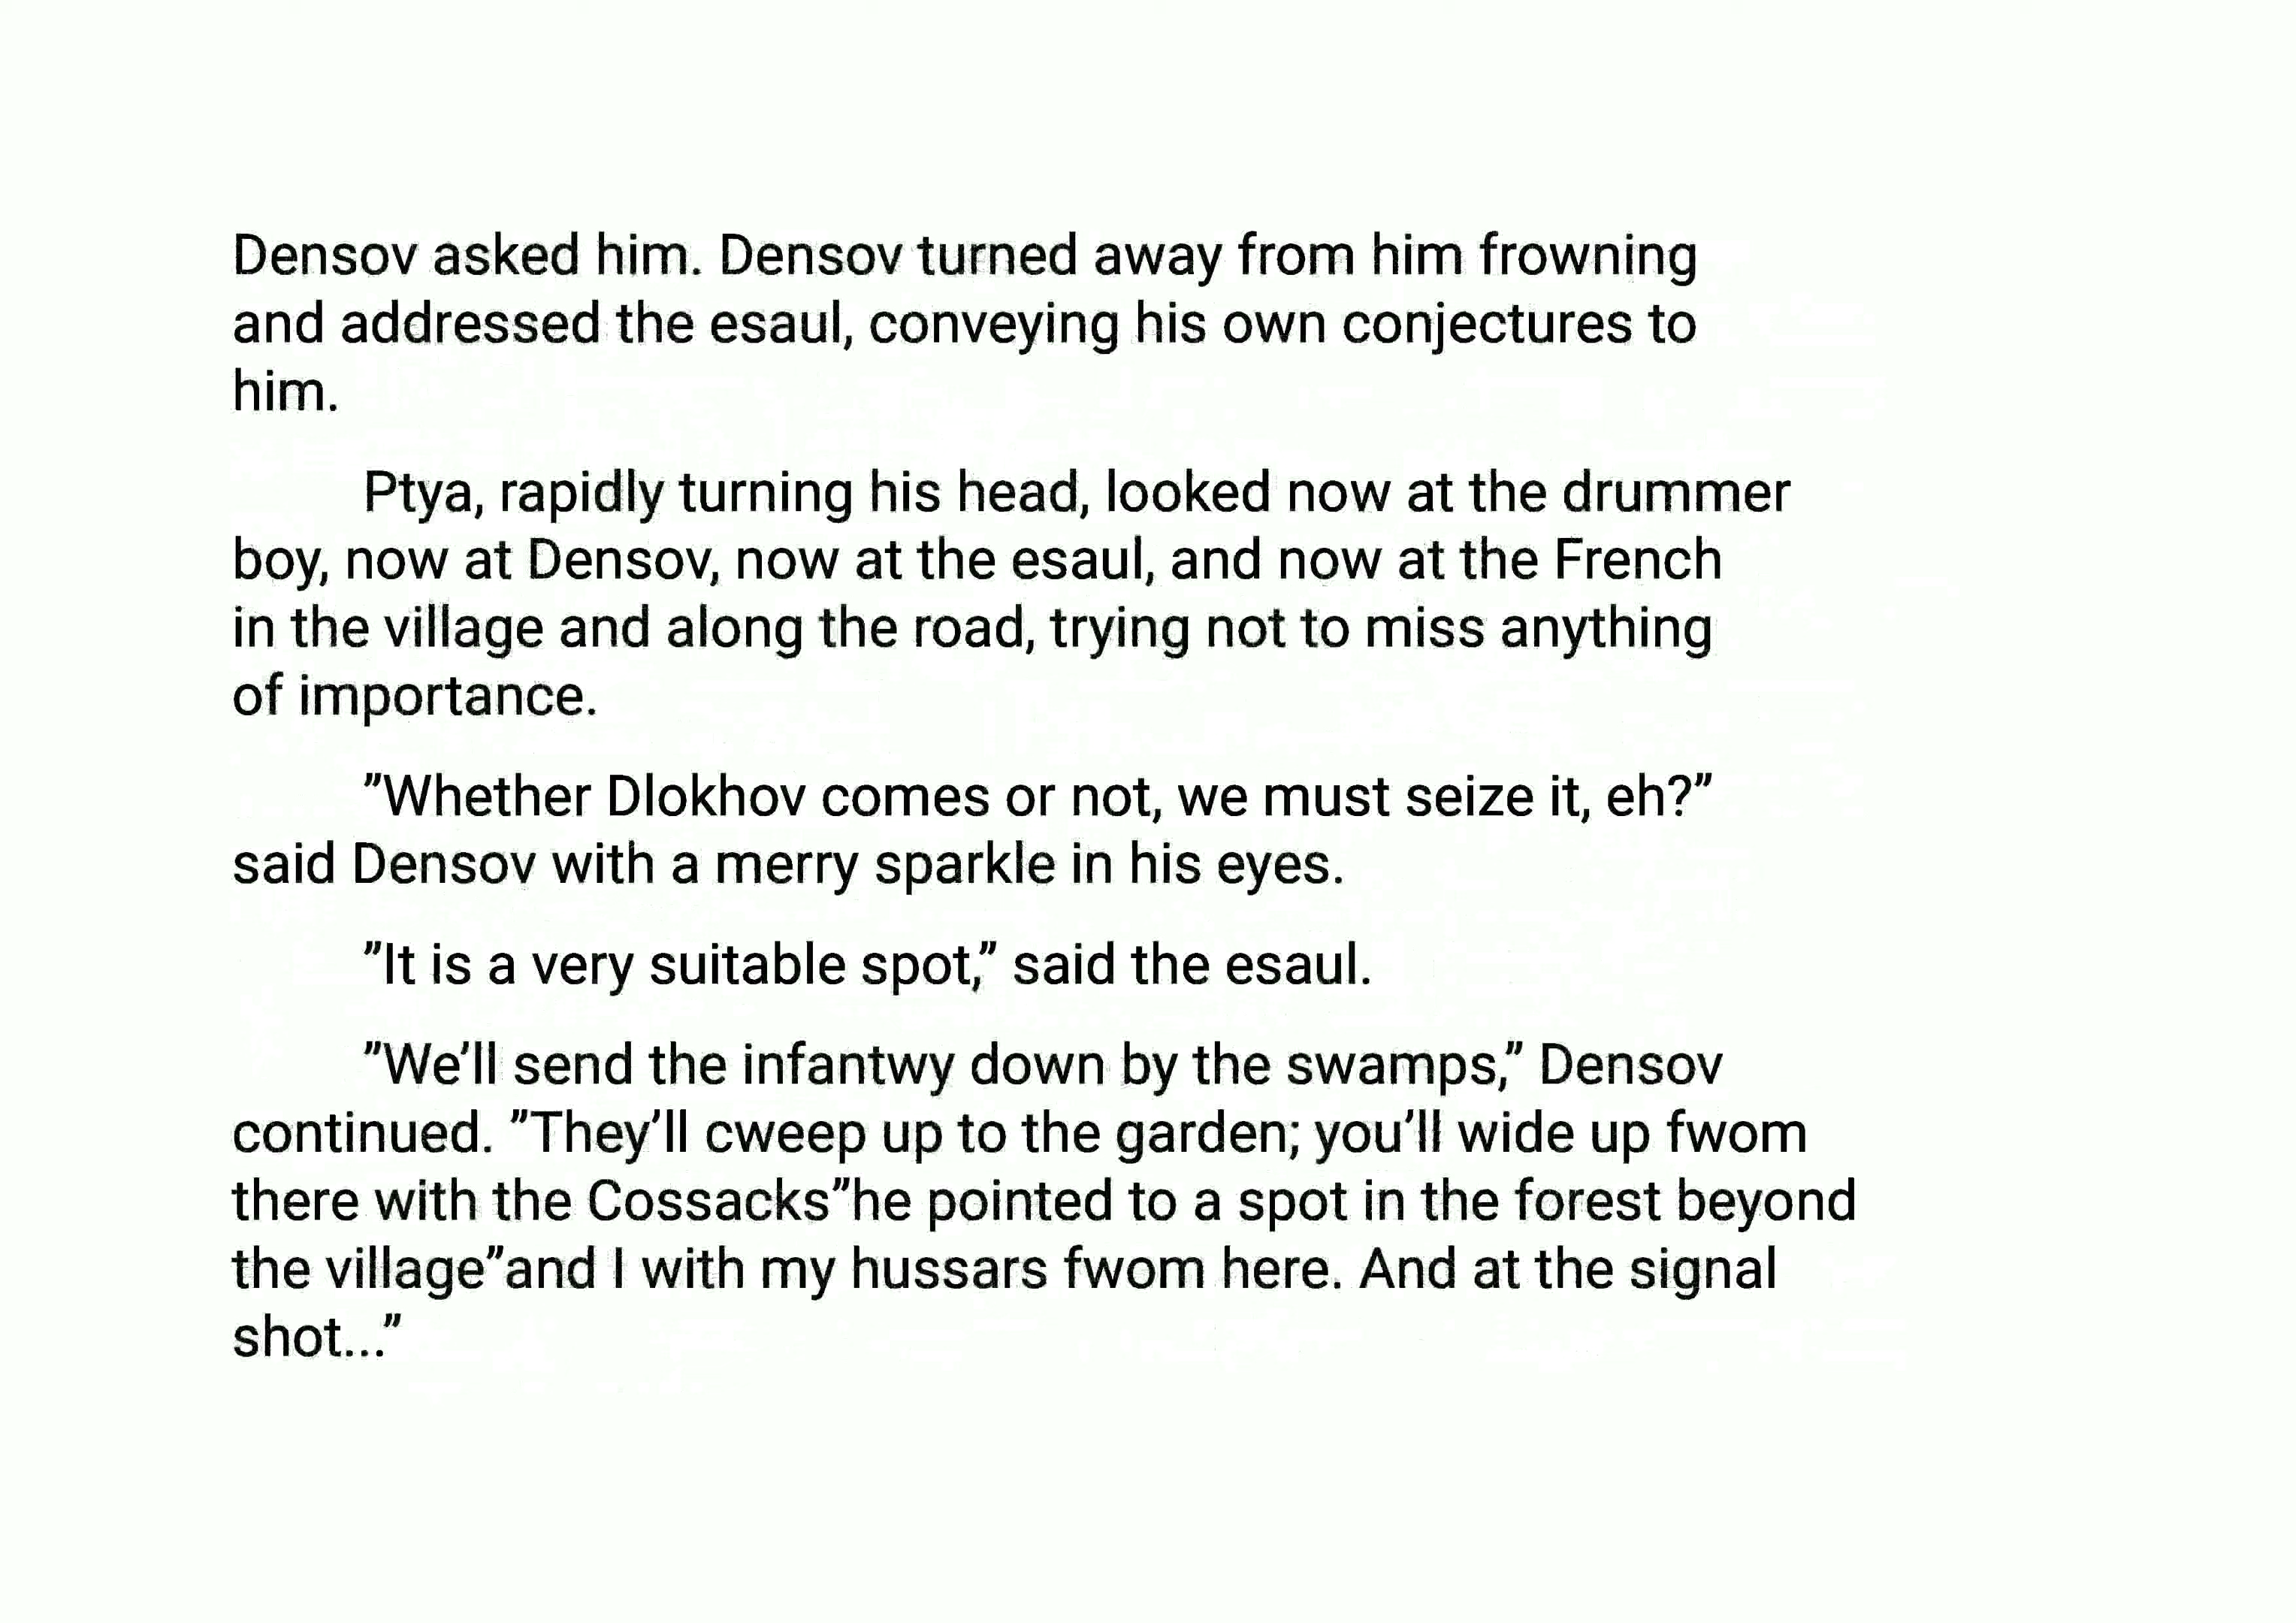 Densov asked him. Densov turned away from him frowning
and addressed the esaul, conveying his own conjectures to
him.
Ptya, rapidly turning his head, looked now at the drummer
boy, now at Densov, now at the esaul, and now at the French
in the village and along the road, trying not to miss anything
of importance.
”Whether Dlokhov comes or not, we must seize it, eh?”
said Densov with a merry sparkle in his eyes.
”It is a very suitable spot,” said the esaul.
”We’ll send the infantwy down by the swamps,” Densov
continued. ”They’ll cweep up to the garden; you’ll wide up fwom
there with the Cossacks”he pointed to a spot in the forest beyond
the village”and I with my hussars fwom here. And at the signal
shot...”